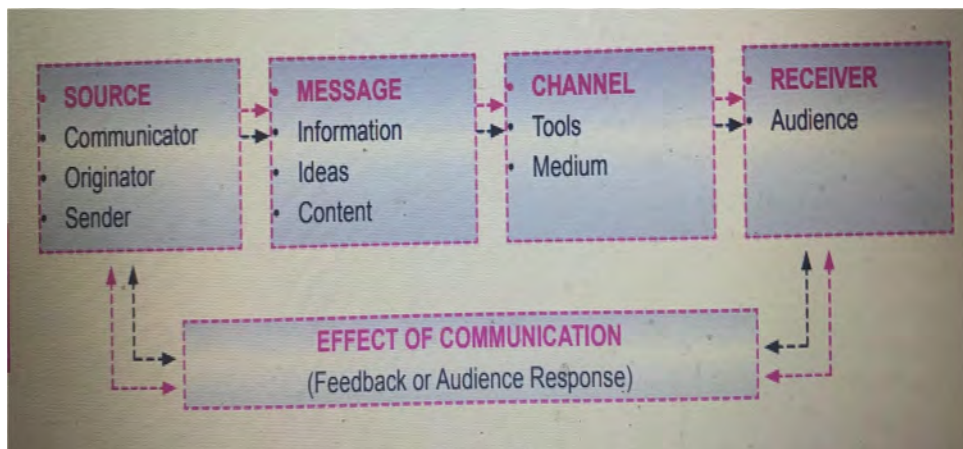 • SOURCE
• Communicator
• Originator
• Sender
• MESSAGE
• Information
• Ideas
• Content
• CHANNEL
• Tools
• Medium
• RECEIVER
• Audience
EFFECT OF COMMUNICATION
(Feedback or Audience Response)